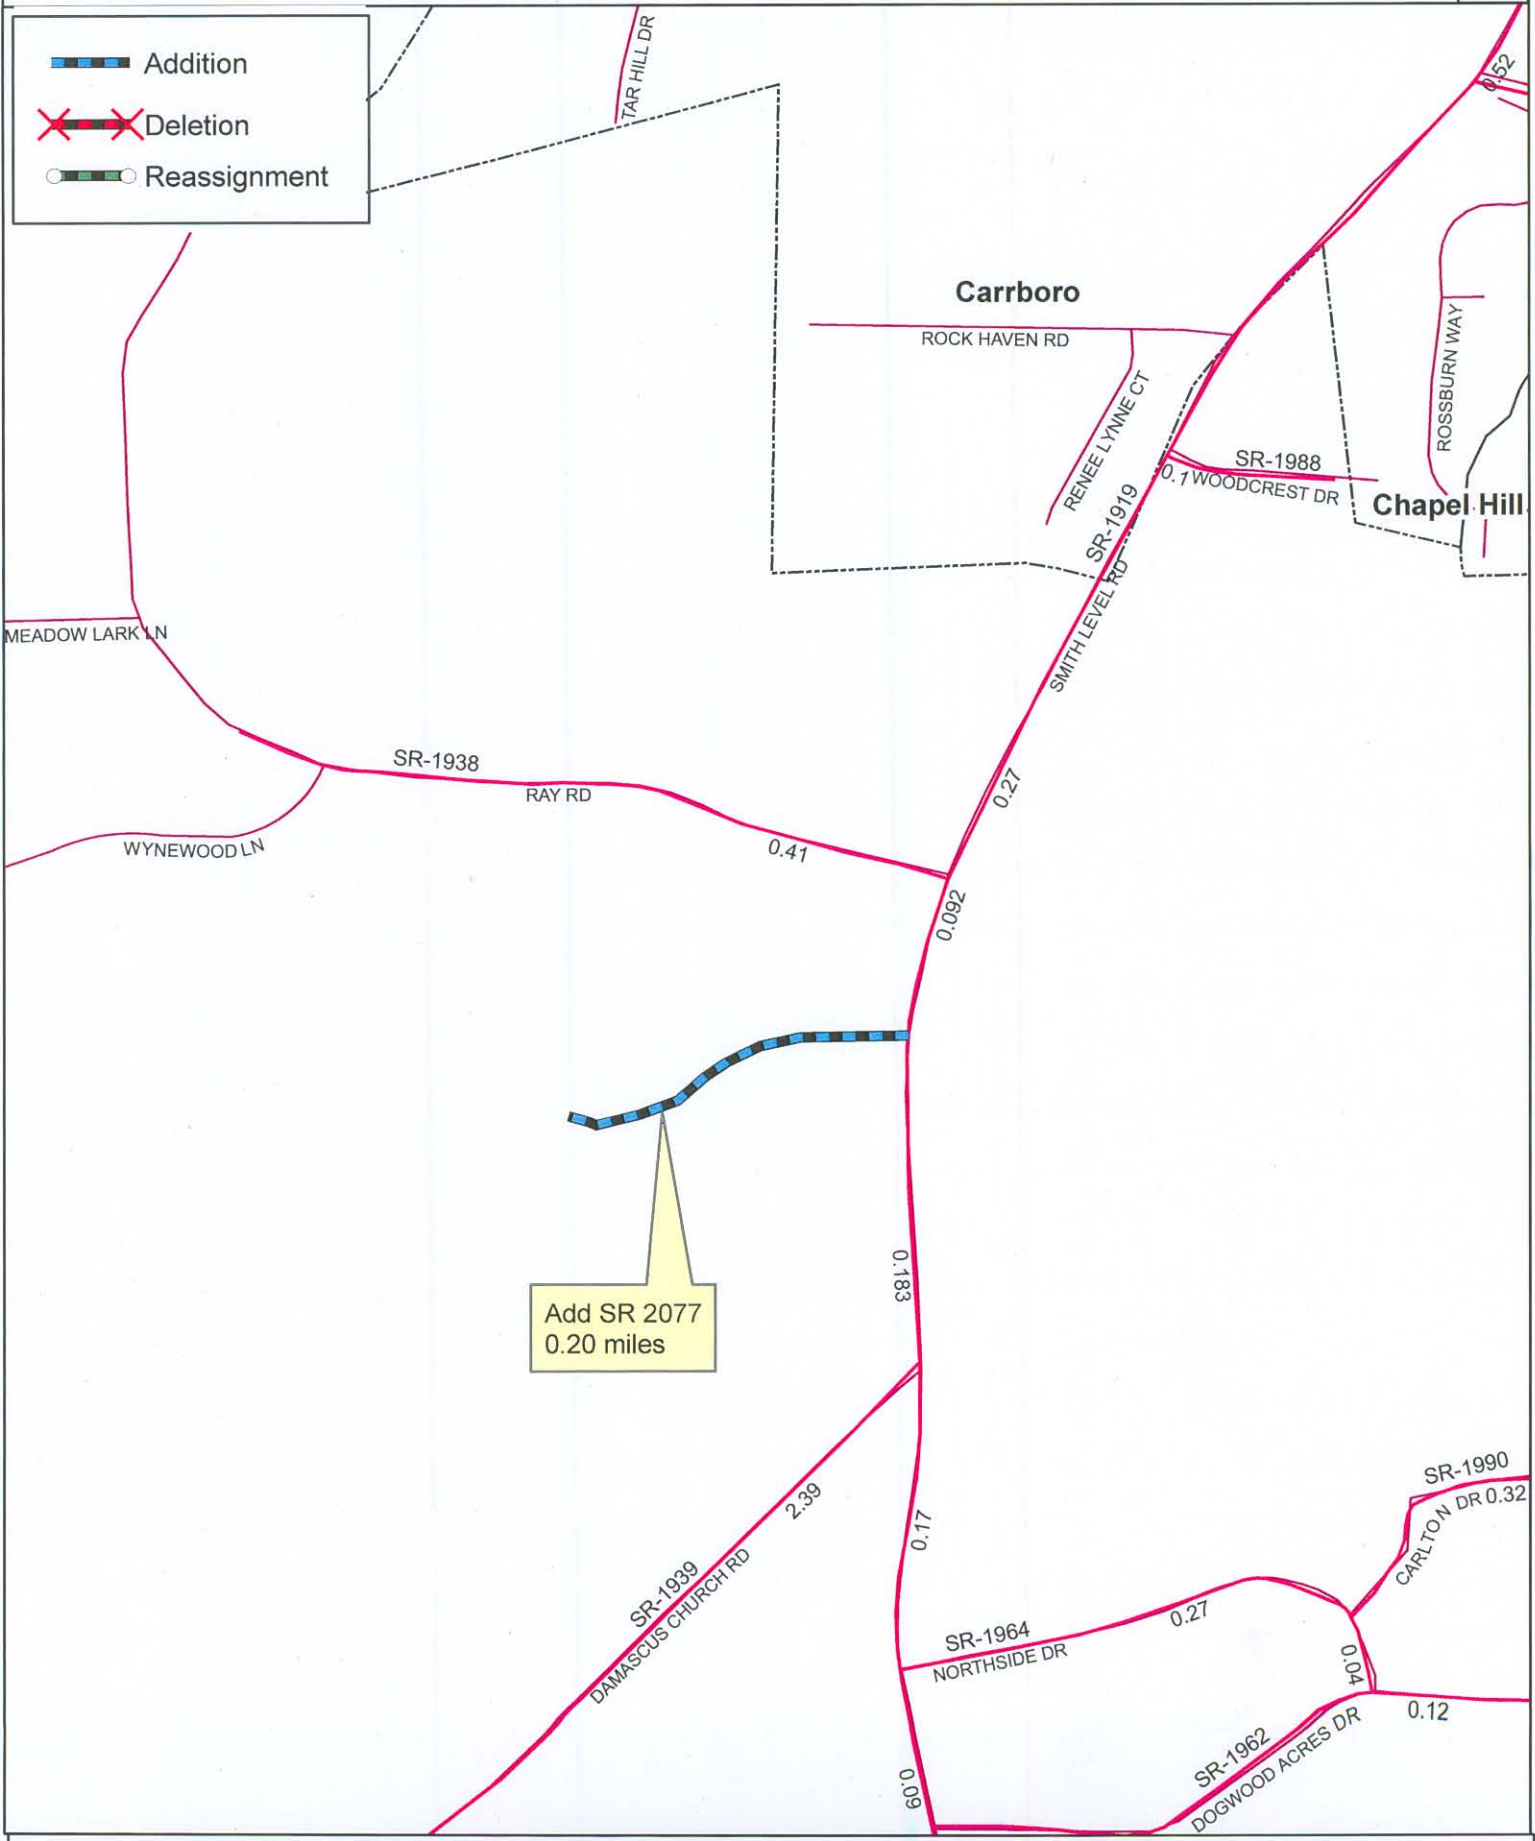 Addition
Deletion
Reassignment
TAR HILL DR
0.52
Carrboro
ROCK HAVEN RD
RENEE LYNNE CT
ROSSBURN WAY
SR-1988
0.1
WOODCREST DR
Chapel Hill
SR-1919
SMITH LEVEL RD
MEADOW LARK LN
SR-1938
RAY RD
0.27
WYNEWOOD LN
0.41
0.092
0.183
Add SR 2077
0.20 miles
2.39
SR-1939
DAMASCUS CHURCH RD
0.17
SR-1990
CARLTON DR 0.32
SR-1964
NORTHSIDE DR
0.27
0.04
0.12
SR-1962
DOGWOOD ACRES DR
0.09